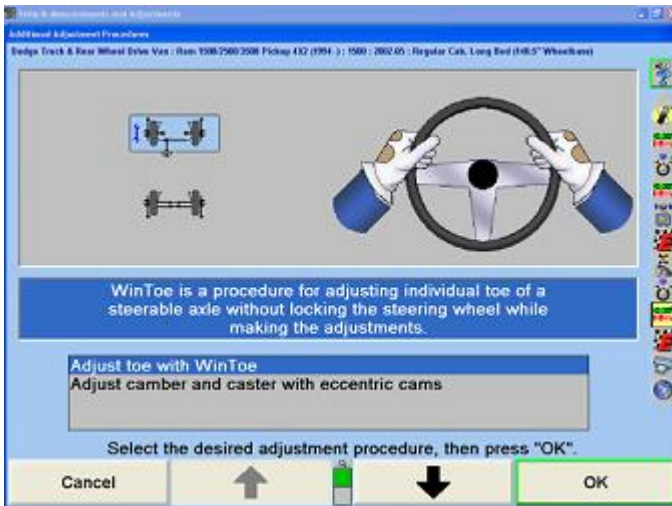 Additional Adjustment Procedures
Dodge Truck & Rear Wheel Drive Van : Ram 1500/2500/3500 Pickup 4X2 (1994- ) : 1500 : 2002-05 : Regular Cab, Long Bed (140.5" Wheelbase)
WinToe is a procedure for adjusting individual toe of a
steerable axle without locking the steering wheel while
making the adjustments.
Adjust toe with WinToe
Adjust camber and caster with eccentric cams
Select the desired adjustment procedure, then press "OK".
Cancel
OK